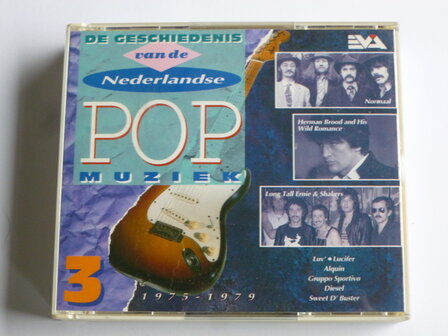 DE GESCHIEDENIS
van de
Nederlandse
POP
MUZIEK
3
1975-1979
EVA
Normaal
Herman Brood and His
Wild Romance
Long Tall Ernie & Shakers
Luv' • Lucifer
Alquin
Gruppo Sportivo
Diesel
Sweet D' Buster